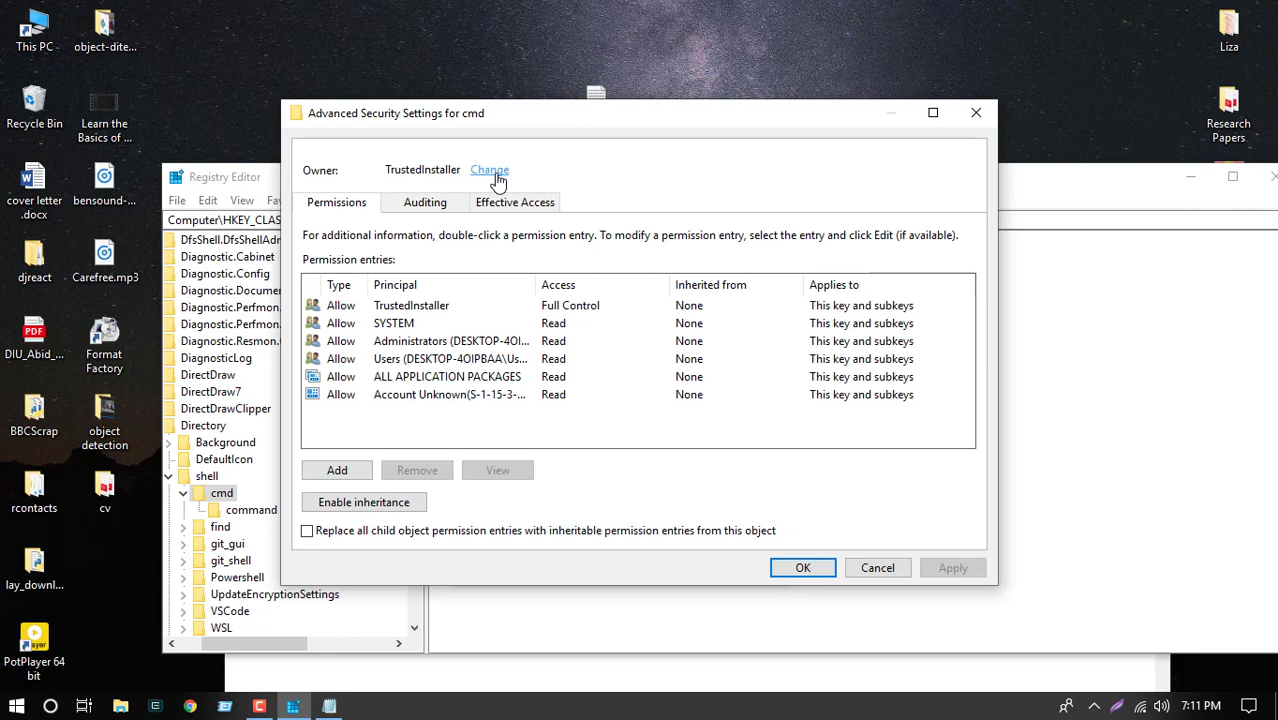 This PC
object-dite...
Liza
Recycle Bin
Learn the
Basics of ...
Research
Papers
cover letter
.docx
bensound-...
djreact
Carefree.mp3
DIU_Abid_...
Format
Factory
BBCScrap
object
detection
rcontacts
cv
lay_downl...
PotPlayer 64
bit
Registry Editor
File Edit View Fav
Computer\HKEY_CLAS
DfsShell.DfsShellAdr
Diagnostic.Cabinet
Diagnostic.Config
Diagnostic.Docume
Diagnostic.Perfmon
Diagnostic.Perfmon.
Diagnostic.Resmon.
DiagnosticLog
DirectDraw
DirectDraw7
DirectDrawClipper
Directory
Background
DefaultIcon
shell
cmd
command
find
git_gui
git_shell
Powershell
UpdateEncryptionSettings
VSCode
WSL
Advanced Security Settings for cmd
Owner: TrustedInstaller Change
Permissions Auditing Effective Access
For additional information, double-click a permission entry. To modify a permission entry, select the entry and click Edit (if available).
Permission entries:
Type Principal Access Inherited from Applies to
Allow TrustedInstaller Full Control None This key and subkeys
Allow SYSTEM Read None This key and subkeys
Allow Administrators (DESKTOP-4OI... Read None This key and subkeys
Allow Users (DESKTOP-4OIPBAA\Us... Read None This key and subkeys
Allow ALL APPLICATION PACKAGES Read None This key and subkeys
Allow Account Unknown(S-1-15-3-... Read None This key and subkeys
Add Remove View
Enable inheritance
Replace all child object permission entries with inheritable permission entries from this object
OK Cancel Apply
7:11 PM